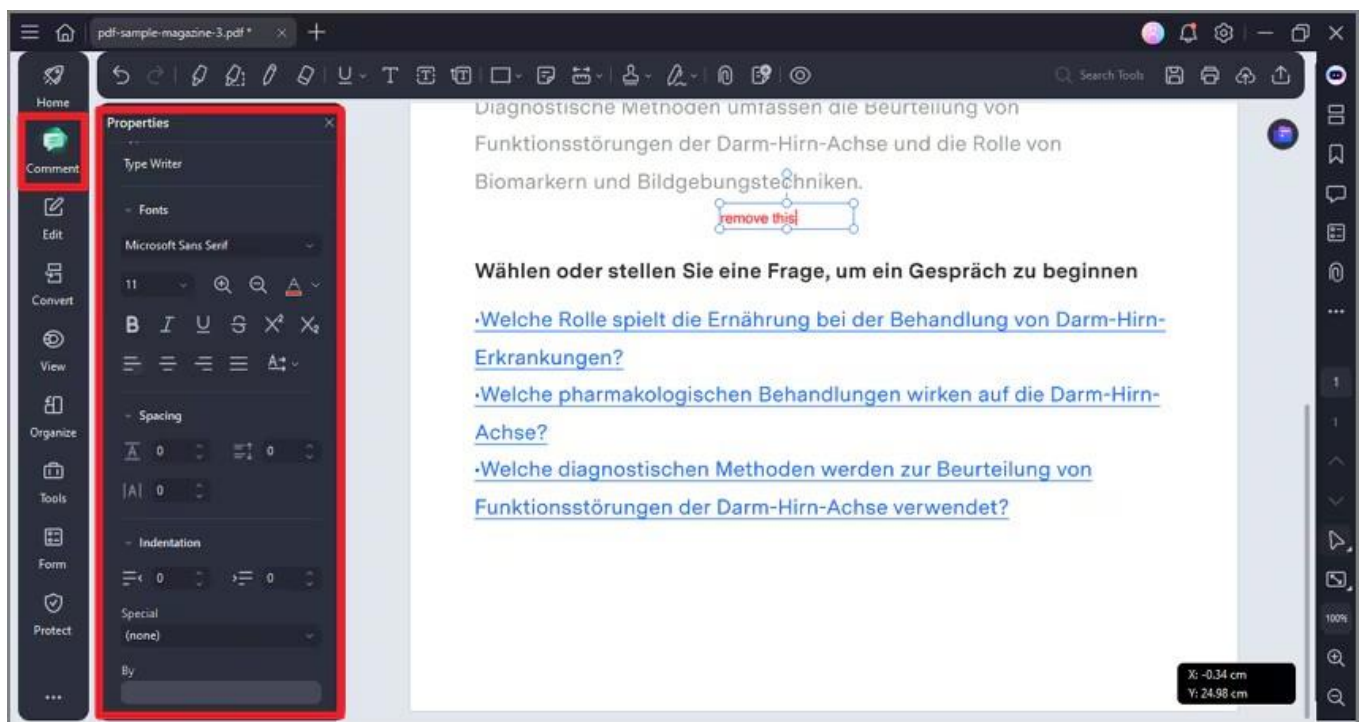 pdf-sample-magazine-3.pdf *
Search Tools
Home
Comment
Edit
Convert
View
Organize
Tools
Form
Protect
Properties
Type Writer
Fonts
Microsoft Sans Serif
11
Spacing
0
0
0
Indentation
0
0
Special
(none)
By
Diagnostische Methoden umfassen die Beurteilung von
Funktionsstörungen der Darm-Hirn-Achse und die Rolle von
Biomarkern und Bildgebungstechniken.
remove this
Wählen oder stellen Sie eine Frage, um ein Gespräch zu beginnen
•Welche Rolle spielt die Ernährung bei der Behandlung von Darm-Hirn-
Erkrankungen?
•Welche pharmakologischen Behandlungen wirken auf die Darm-Hirn-
Achse?
•Welche diagnostischen Methoden werden zur Beurteilung von
Funktionsstörungen der Darm-Hirn-Achse verwendet?
1
1
100%
X: -0.34 cm
Y: 24.98 cm